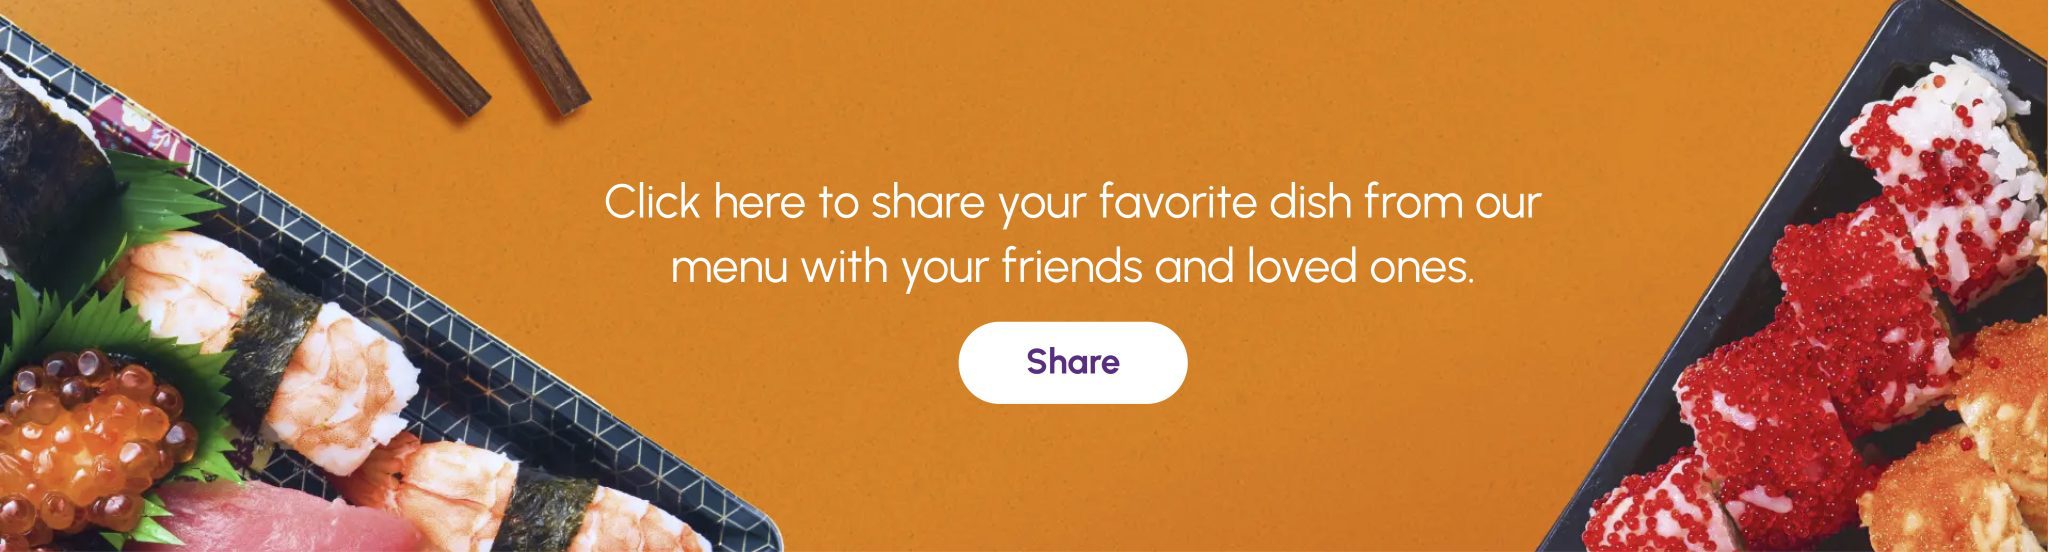 Click here to share your favorite dish from our
menu with your friends and loved ones.
Share